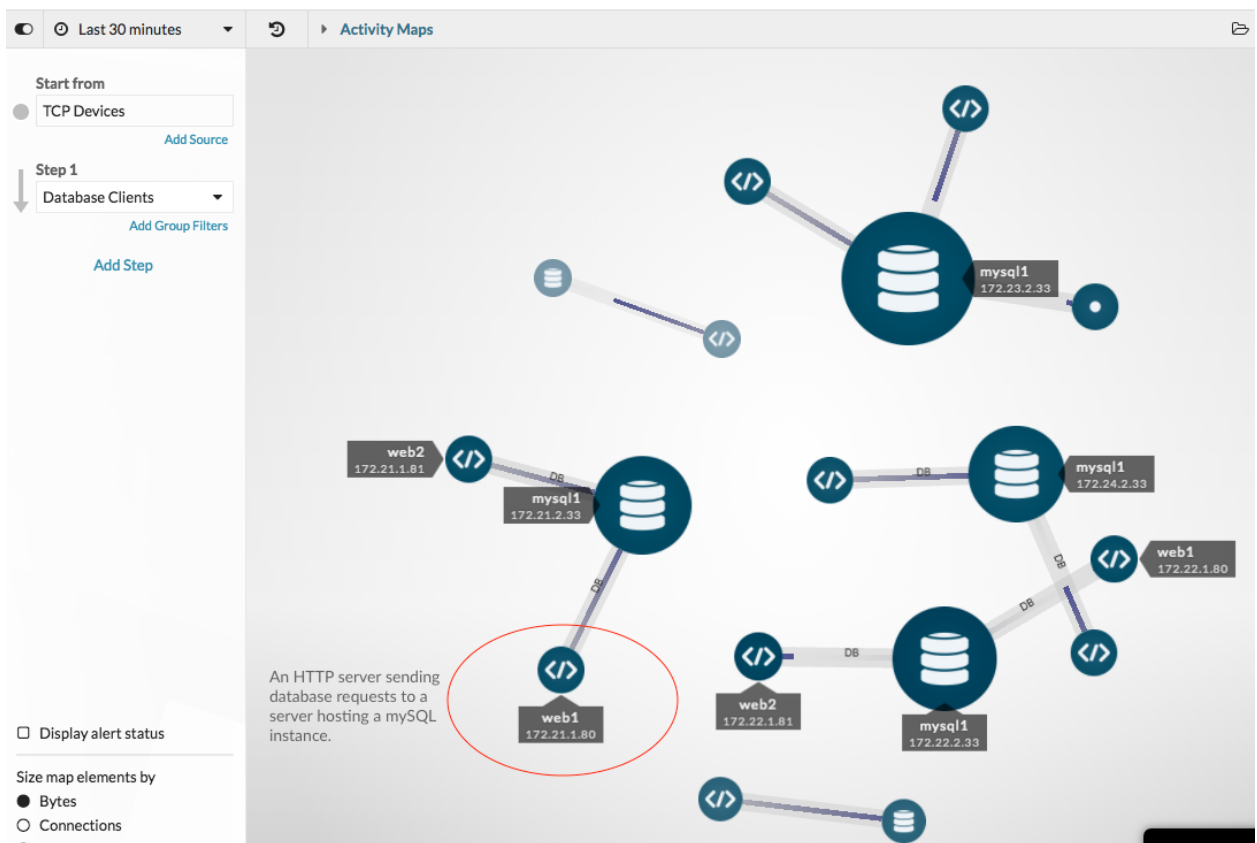 Last 30 minutes
Activity Maps
Start from
TCP Devices
Add Source
Step 1
Database Clients
Add Group Filters
Add Step
mysql1
172.23.2.33
web2
172.21.1.81
DB
mysql1
172.21.2.33
DB
DB
mysql1
172.24.2.33
DB
web1
172.22.1.80
DB
DB
web2
172.22.1.81
mysql1
172.22.2.33
An HTTP server sending
database requests to a
server hosting a mySQL
instance.
web1
172.21.1.80
Display alert status
Size map elements by
Bytes
Connections